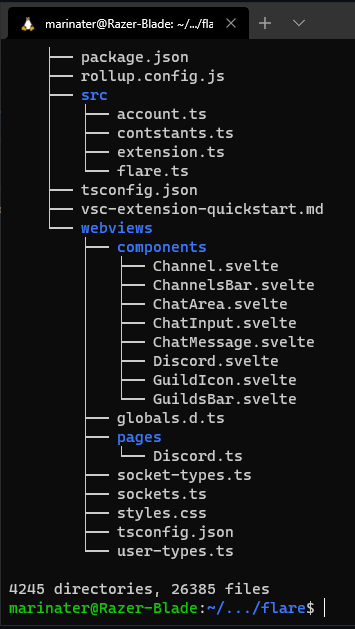 marinater@Razer-Blade: ~/.../fla
package.json
rollup.config.js
src
account.ts
contstants.ts
extension.ts
flare.ts
tsconfig.json
vsc-extension-quickstart.md
webviews
components
Channel.svelte
ChannelsBar.svelte
ChatArea.svelte
ChatInput.svelte
ChatMessage.svelte
Discord.svelte
GuildIcon.svelte
GuildsBar.svelte
globals.d.ts
pages
Discord.ts
socket-types.ts
sockets.ts
styles.css
tsconfig.json
user-types.ts
4245 directories, 26385 files
marinater@Razer-Blade:~/.../flare$